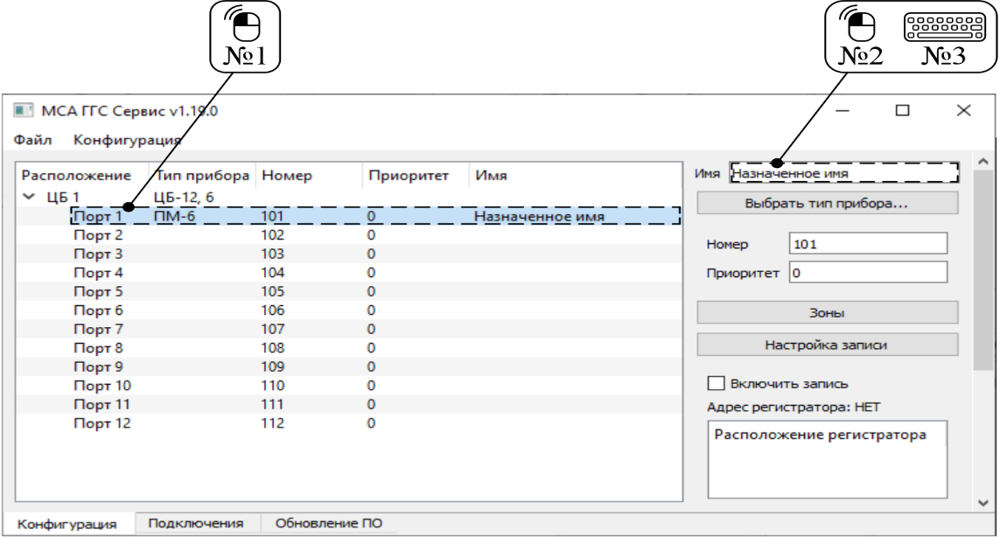 №1
№2 №3
МСА ГГС Сервис v1.19.0
Файл Конфигурация
Расположение Тип прибора Номер Приоритет Имя
ЦБ 1 ЦБ-12, 6
Порт 1 ПМ-6 101 0 Назначенное имя
Порт 2 102 0
Порт 3 103 0
Порт 4 104 0
Порт 5 105 0
Порт 6 106 0
Порт 7 107 0
Порт 8 108 0
Порт 9 109 0
Порт 10 110 0
Порт 11 111 0
Порт 12 112 0
Имя Назначенное имя
Выбрать тип прибора...
Номер 101
Приоритет 0
Зоны
Настройка записи
Включить запись
Адрес регистратора: НЕТ
Расположение регистратора
Конфигурация Подключения Обновление ПО